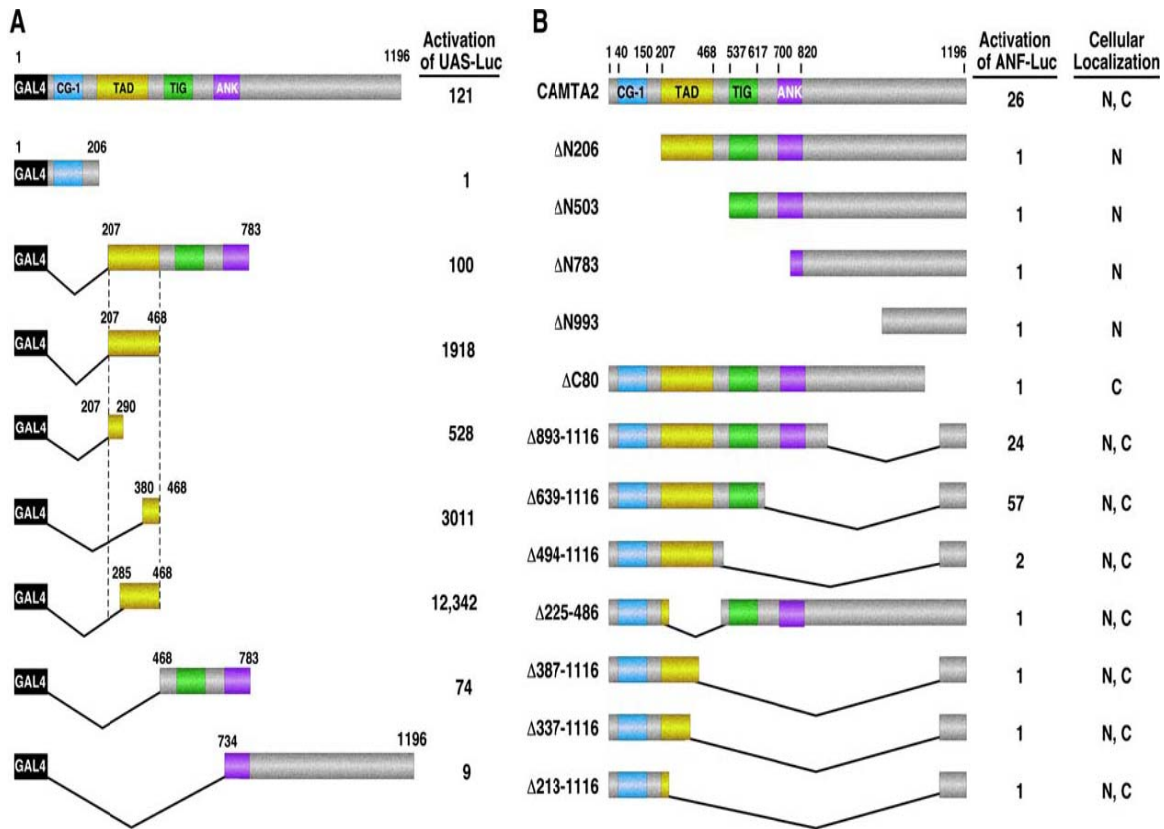 A
Activation
of UAS-Luc
1 1196
GAL4 CG-1 TAD TIG ANK 121
1 206
GAL4 1
207 783
GAL4 100
207 468
GAL4 1918
207 290
GAL4 528
380 468
GAL4 3011
285 468
GAL4 12,342
468 783
GAL4 74
734 1196
GAL4 9
B
Activation
of ANF-Luc
Cellular
Localization
1 40 150 207 468 537 617 700 820 1196
CAMTA2 CG-1 TAD TIG ANK 26 N, C
ΔN206 1 N
ΔN503 1 N
ΔN783 1 N
ΔN993 1 N
ΔC80 1 C
Δ893-1116 24 N, C
Δ639-1116 57 N, C
Δ494-1116 2 N, C
Δ225-486 1 N, C
Δ387-1116 1 N, C
Δ337-1116 1 N, C
Δ213-1116 1 N, C